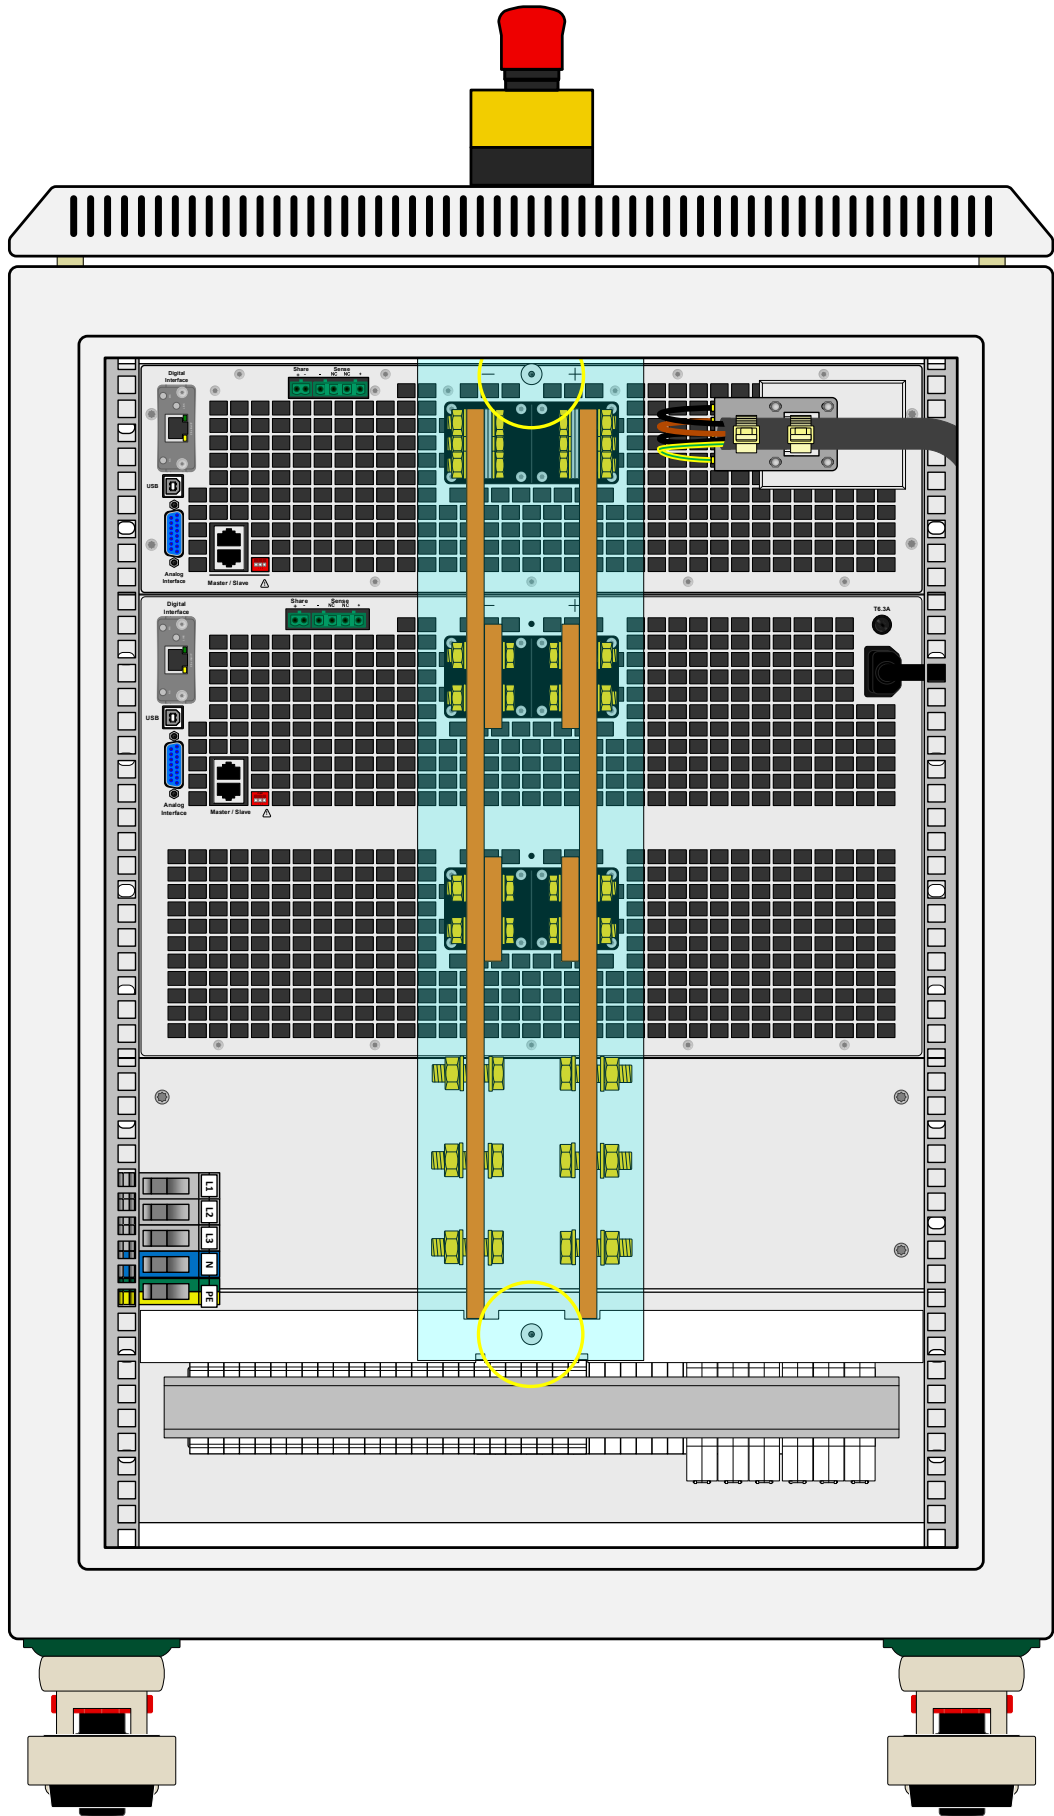 Digital
Interface
Share
+ -
Sense
- NC NC +
USB
Analog
Interface
Master / Slave
- +
Digital
Interface
Share
+ -
Sense
- NC NC +
- +
T6.3A
USB
Analog
Interface
Master / Slave
L1
L2
L3
N
PE